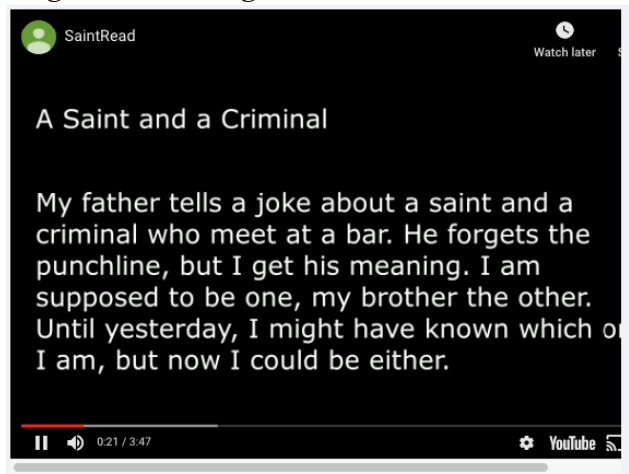 SaintRead
Watch later
A Saint and a Criminal
My father tells a joke about a saint and a
criminal who meet at a bar. He forgets the
punchline, but I get his meaning. I am
supposed to be one, my brother the other.
Until yesterday, I might have known which
I am, but now I could be either.
0:21 / 3:47
YouTube